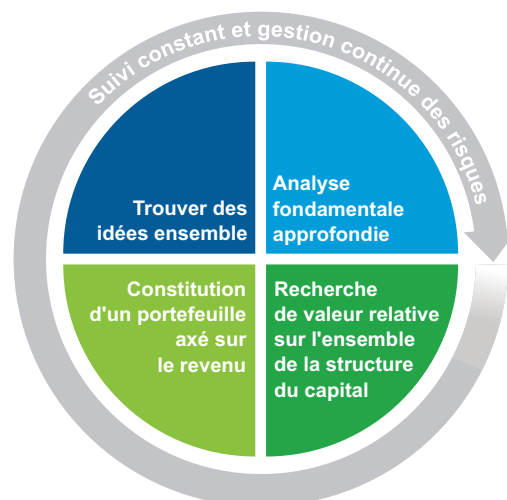 Suivi constant et gestion continue des risques
Trouver des
idées ensemble
Analyse
fondamentale
approfondie
Constitution
d'un portefeuille
axé sur
le revenu
Recherche
de valeur relative
sur l'ensemble
de la structure
du capital